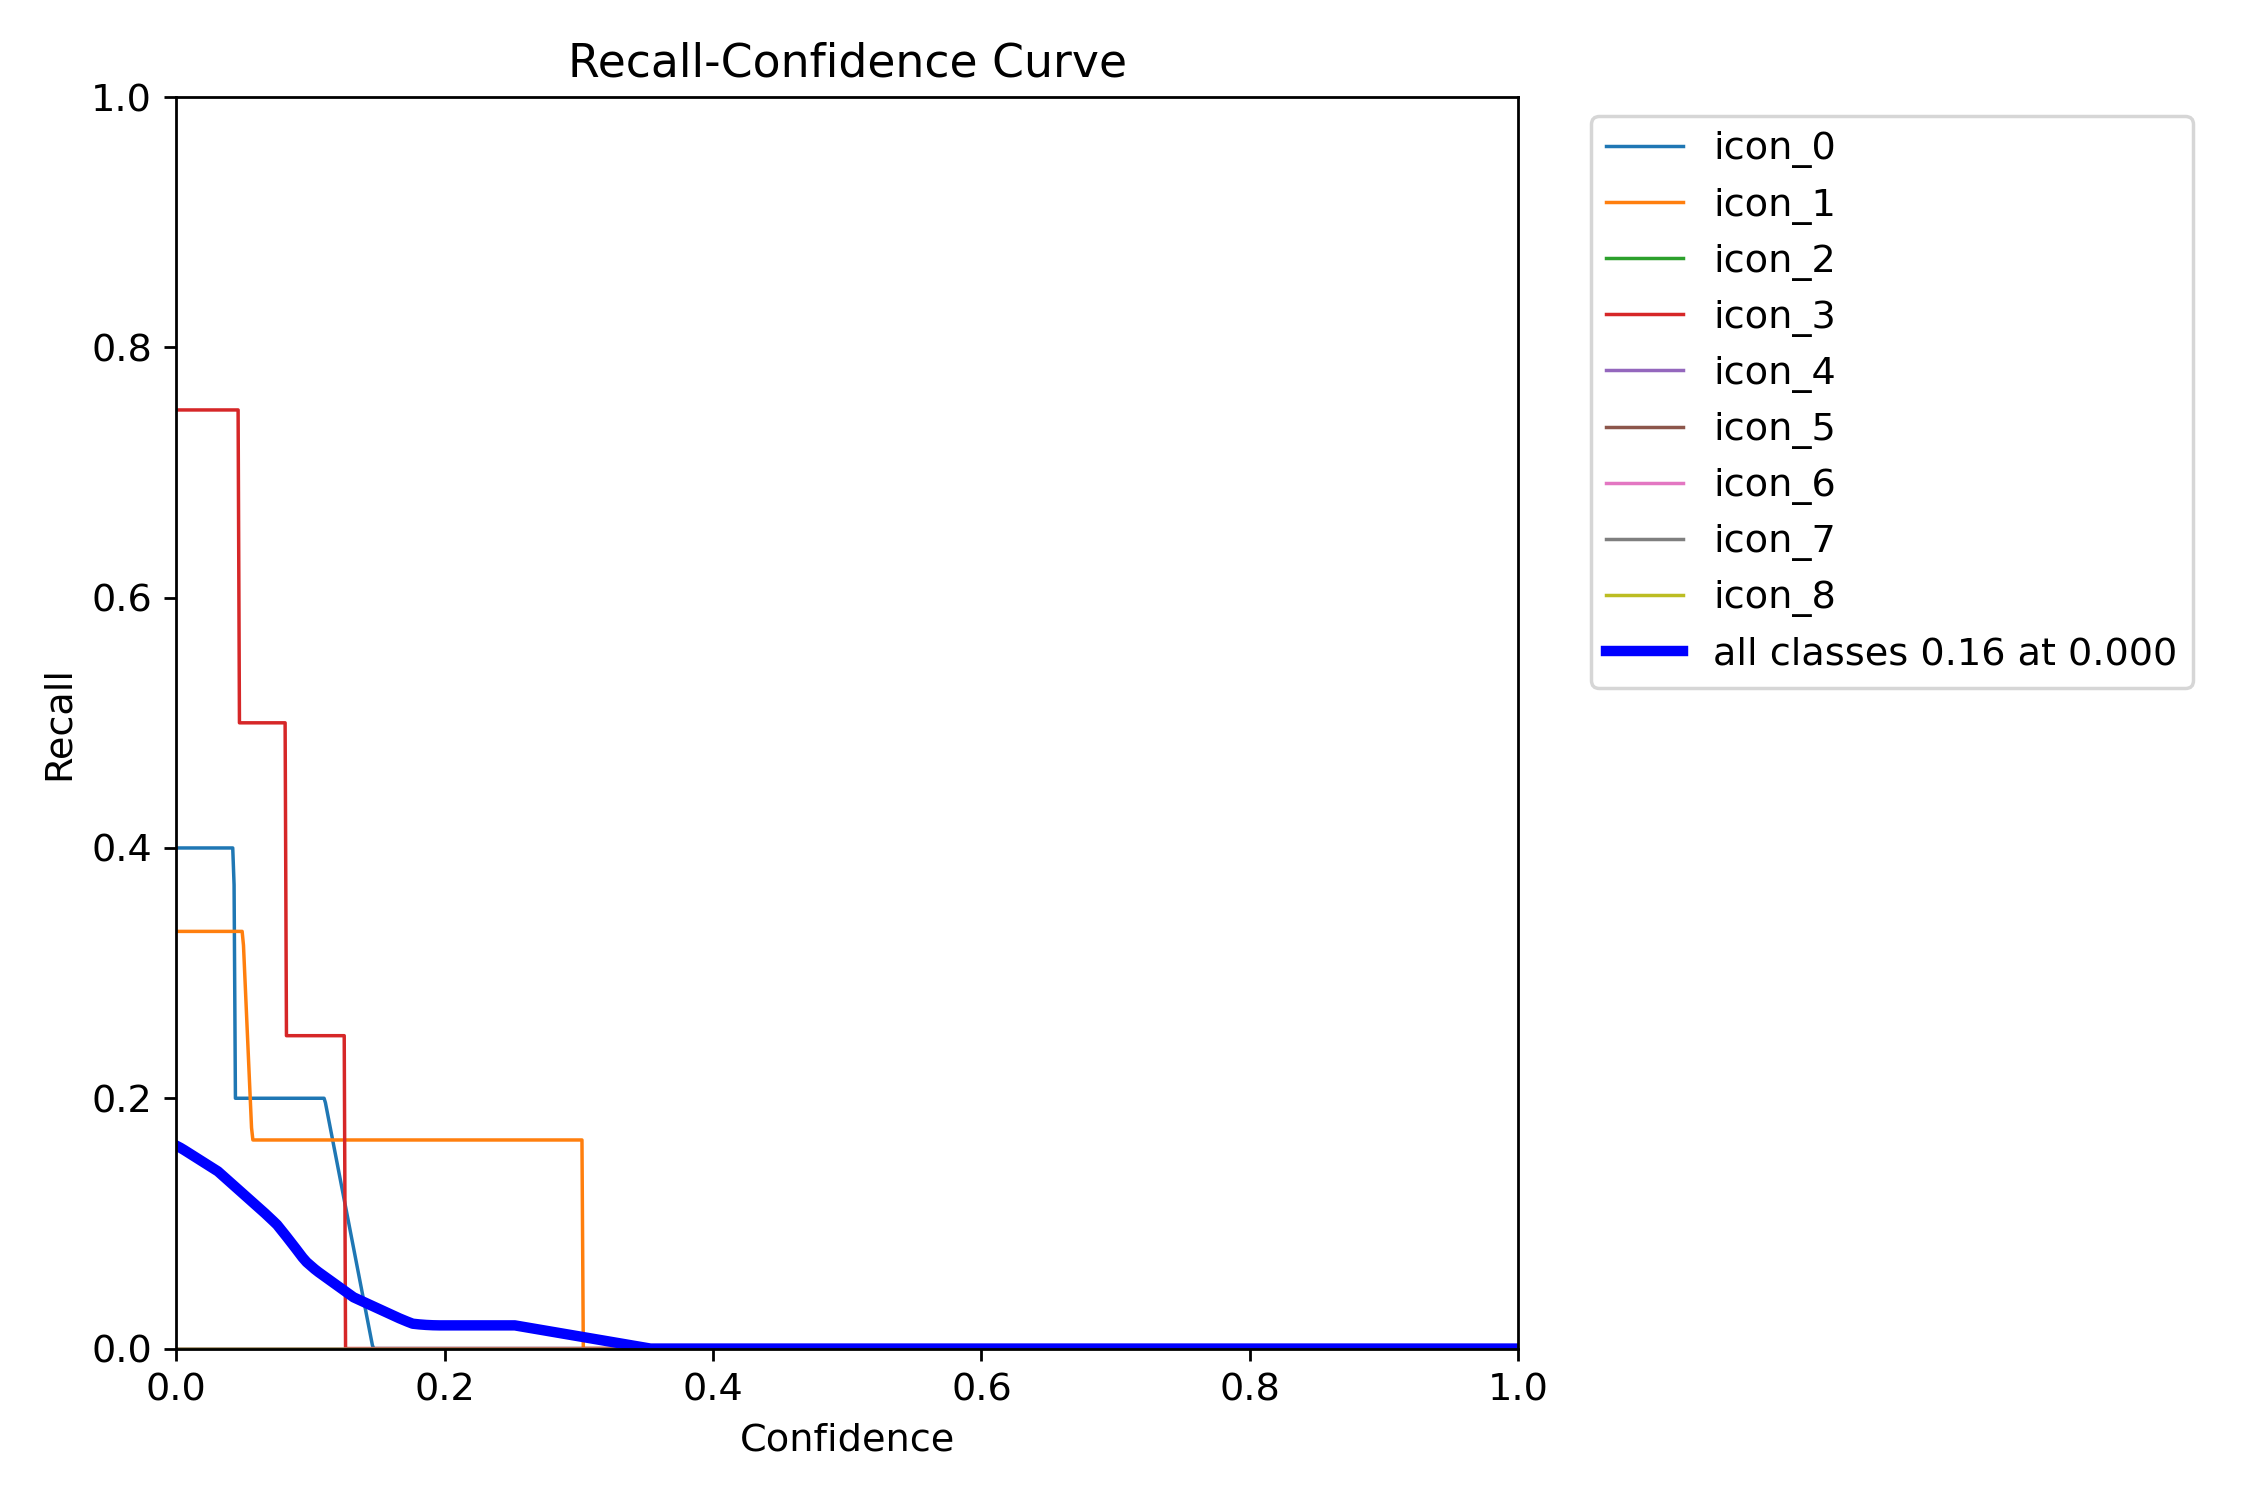 Recall-Confidence Curve
1.0
0.8
0.6
0.4
0.2
0.0
Recall
0.0 0.2 0.4 0.6 0.8 1.0
Confidence
icon_0
icon_1
icon_2
icon_3
icon_4
icon_5
icon_6
icon_7
icon_8
all classes 0.16 at 0.000